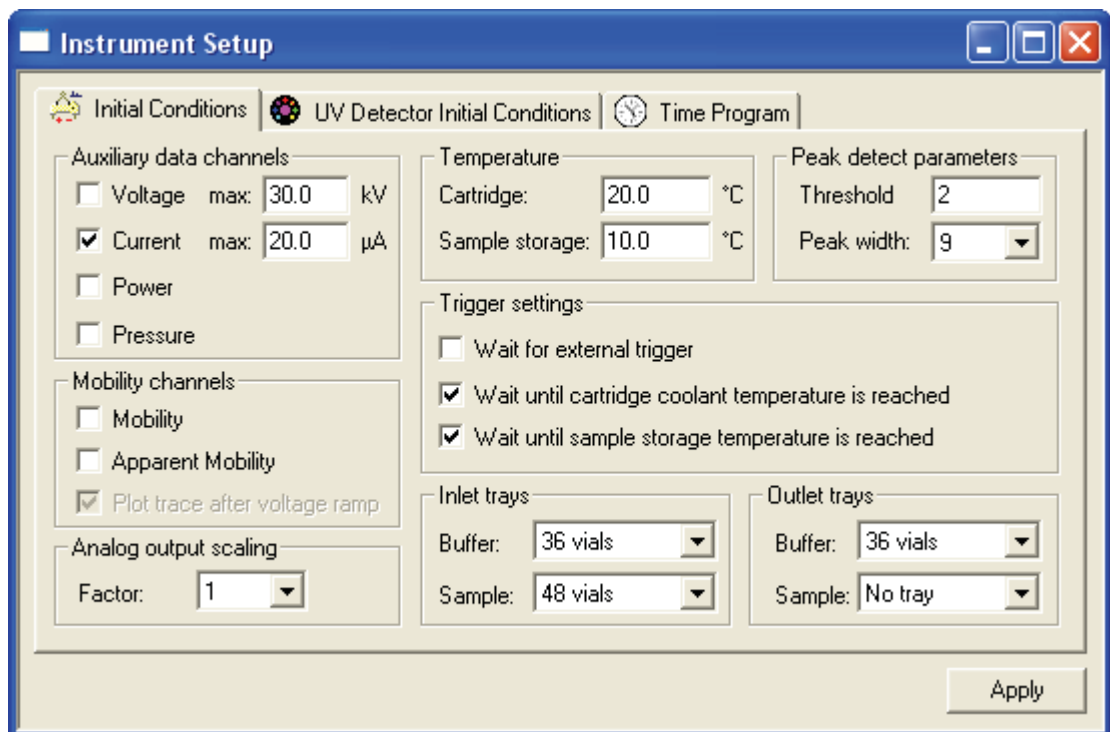 Instrument Setup
Initial Conditions UV Detector Initial Conditions Time Program
Auxiliary data channels
Voltage max: 30.0 kV
Current max: 20.0 µA
Power
Pressure
Mobility channels
Mobility
Apparent Mobility
Plot trace after voltage ramp
Analog output scaling
Factor: 1
Temperature
Cartridge: 20.0 °C
Sample storage: 10.0 °C
Peak detect parameters
Threshold 2
Peak width: 9
Trigger settings
Wait for external trigger
Wait until cartridge coolant temperature is reached
Wait until sample storage temperature is reached
Inlet trays
Buffer: 36 vials
Sample: 48 vials
Outlet trays
Buffer: 36 vials
Sample: No tray
Apply